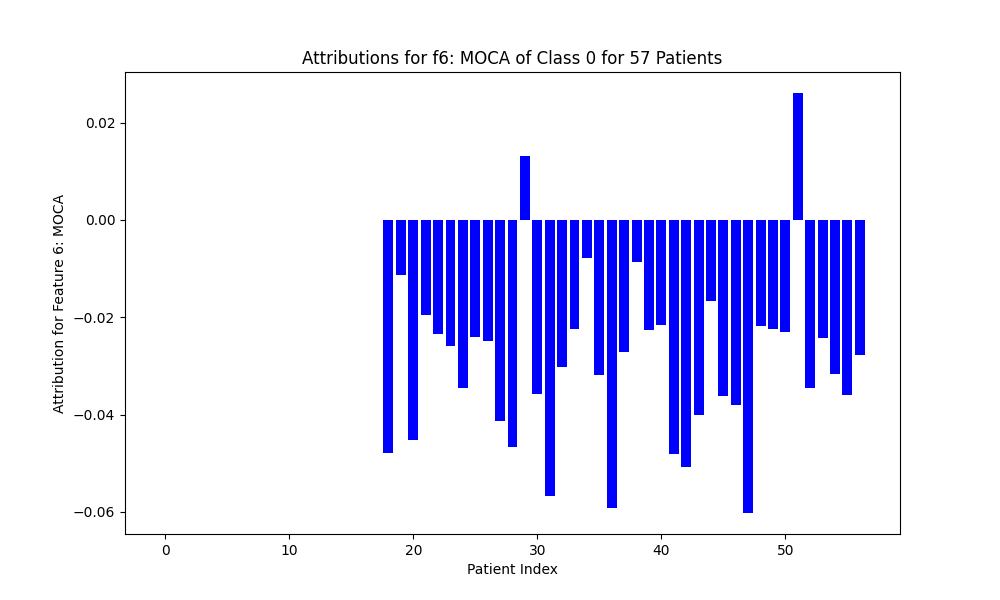 Attributions for f6: MOCA of Class 0 for 57 Patients
Attribution for Feature 6: MOCA
0.02
0.00
−0.02
−0.04
−0.06
0 10 20 30 40 50
Patient Index